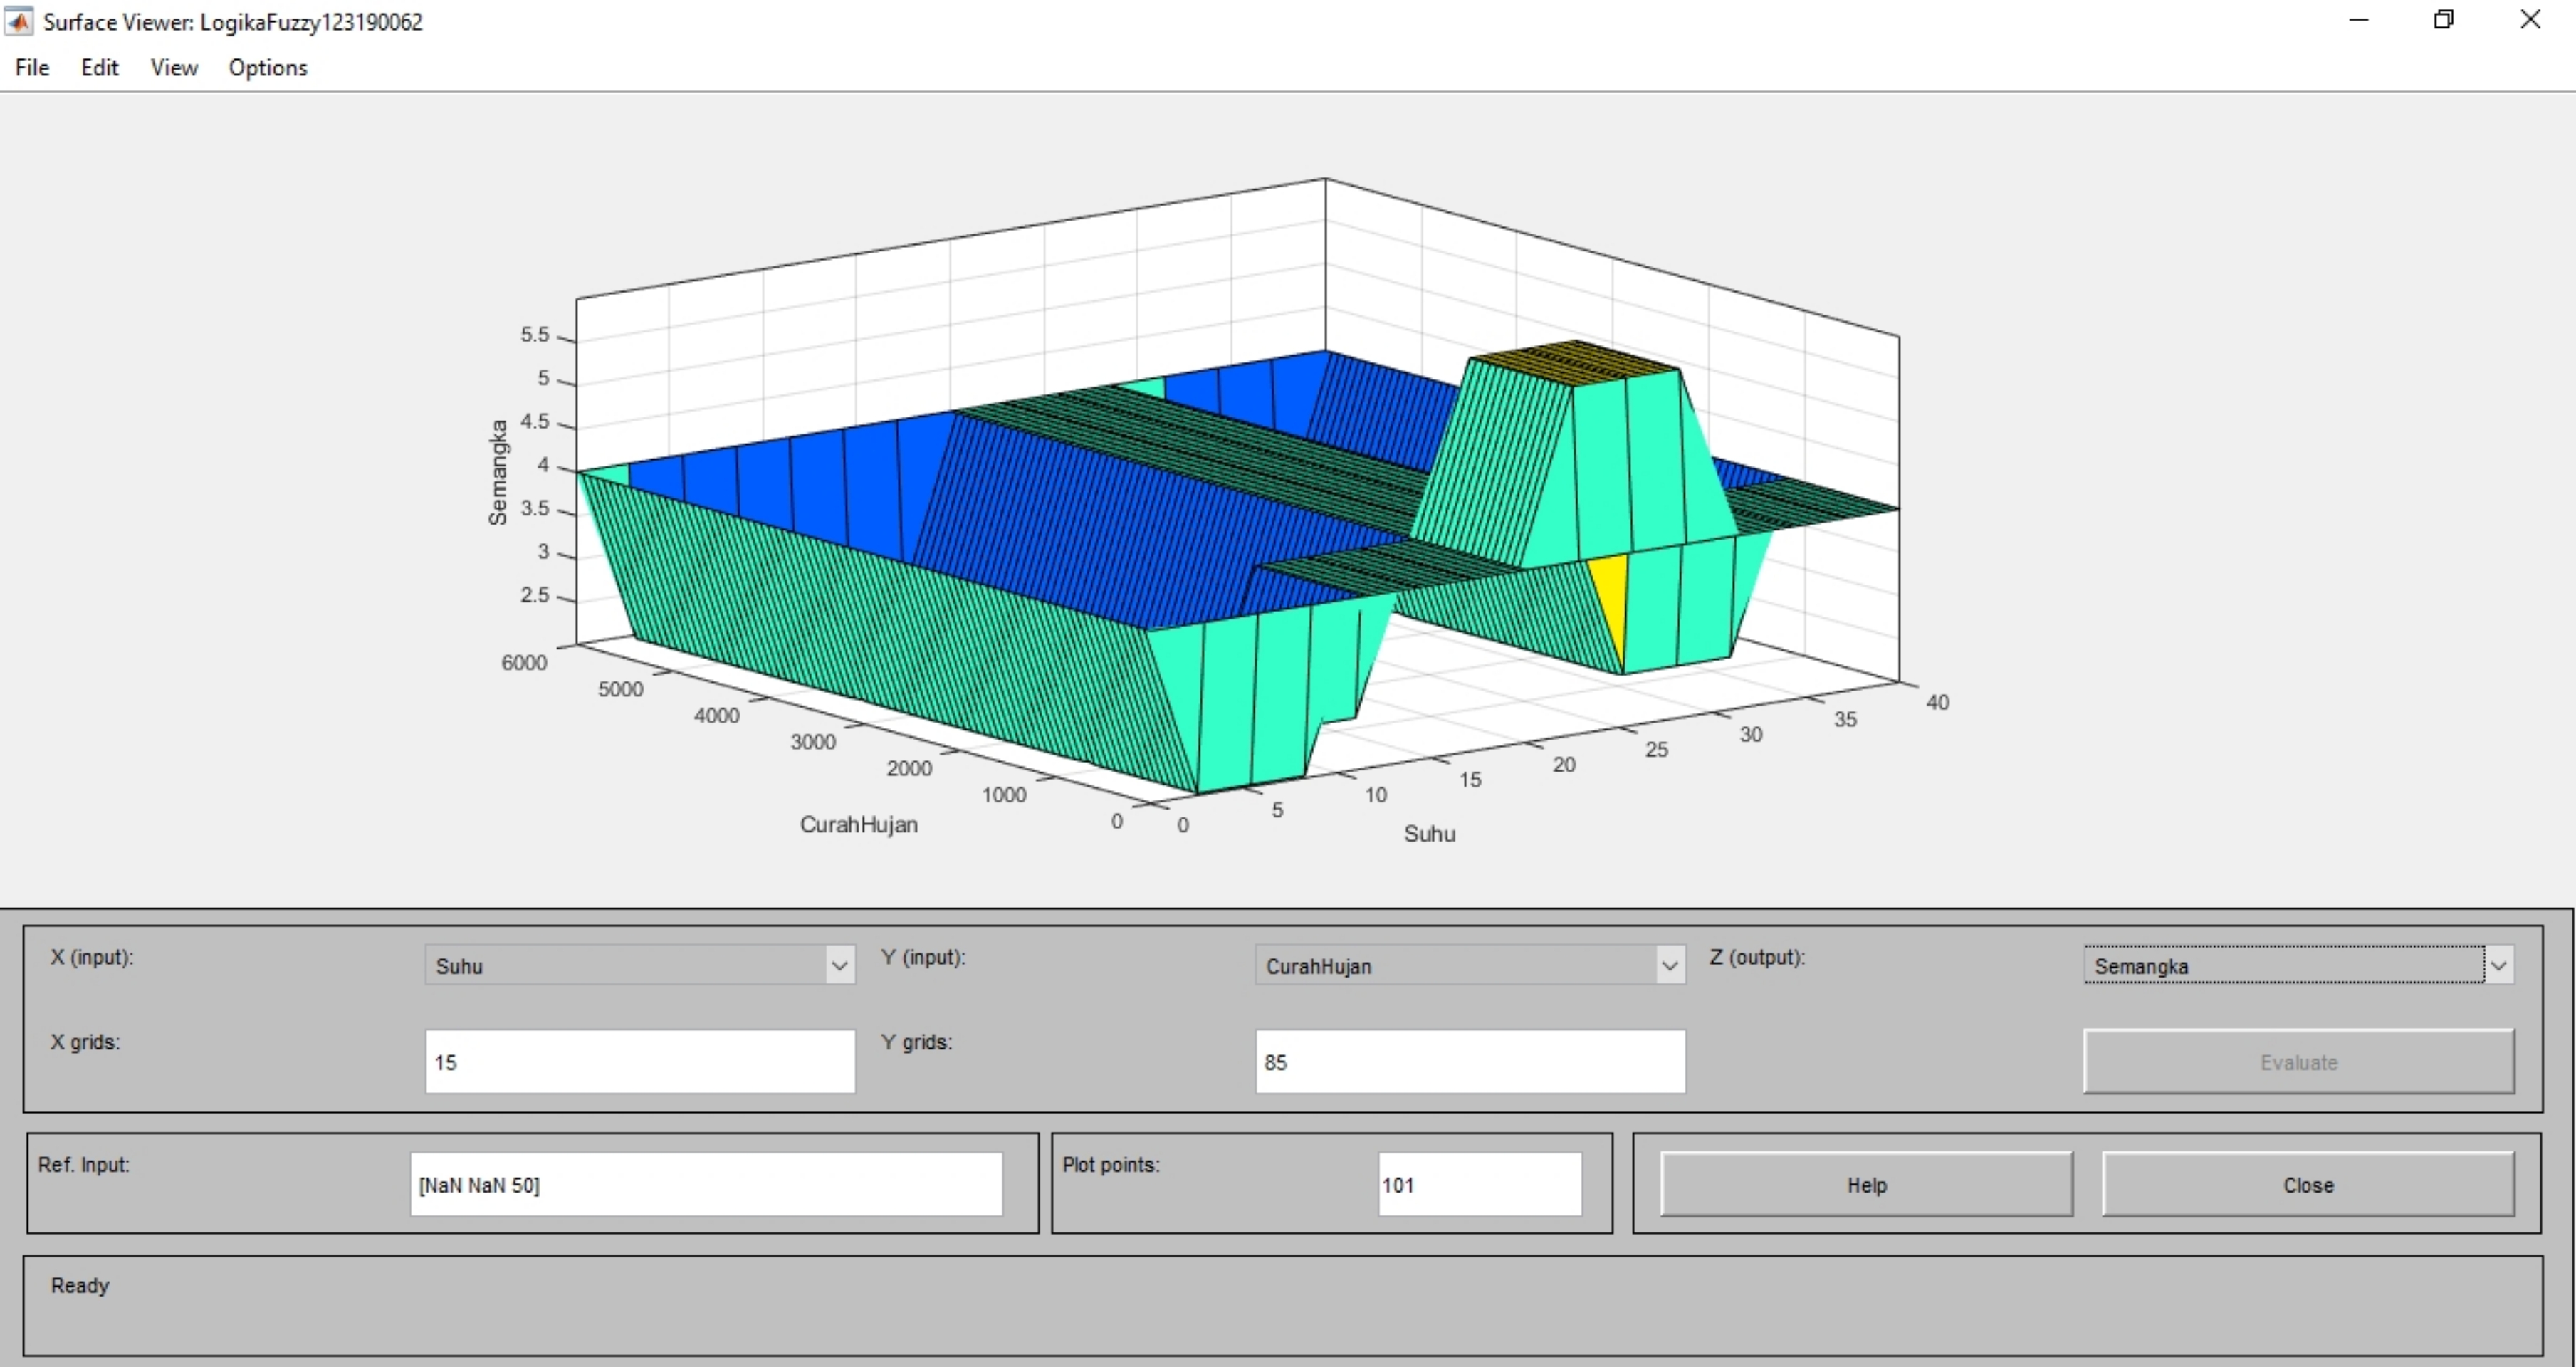 Surface Viewer: LogikaFuzzy123190062
File Edit View Options
5.5
5
4.5
4
3.5
3
2.5
Semangka
6000
5000
4000
3000
2000
1000
0
CurahHujan
0
5
10
15
20
25
30
35
40
Suhu
X (input): Suhu Y (input): CurahHujan Z (output): Semangka
X grids: 15 Y grids: 85 Evaluate
Ref. Input: [NaN NaN 50] Plot points: 101 Help Close
Ready